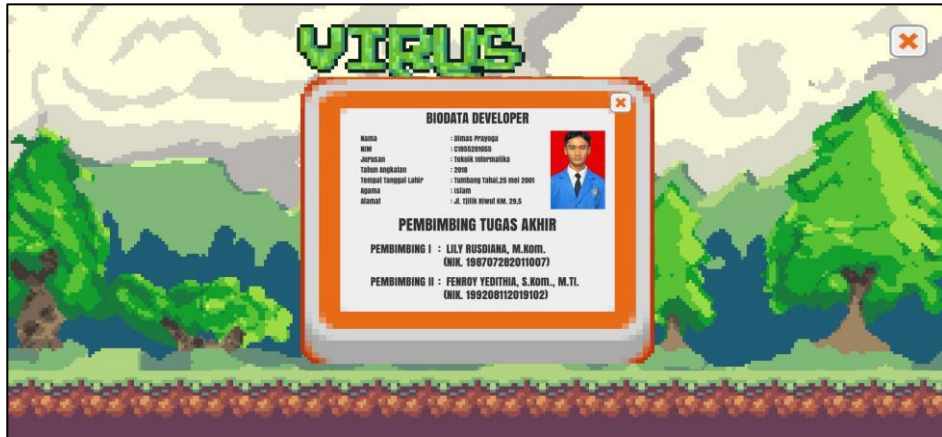 VIRUS
BIODATA DEVELOPER
Nama : Dimas Prayoga
NIM : C1855201055
Jurusan : Teknik Informatika
Tahun Angkatan : 2018
Tempat Tanggal Lahir : Tumbang Tahai,25 mei 2001
Agama : Islam
Alamat : Jl. Tjilik Riwut KM. 29,5
PEMBIMBING TUGAS AKHIR
PEMBIMBING I : LILY RUSDIANA, M.Kom.
(NIK. 198707282011007)
PEMBIMBING II : FENROY YEDITHIA, S.Kom., M.TI.
(NIK. 199208112019102)